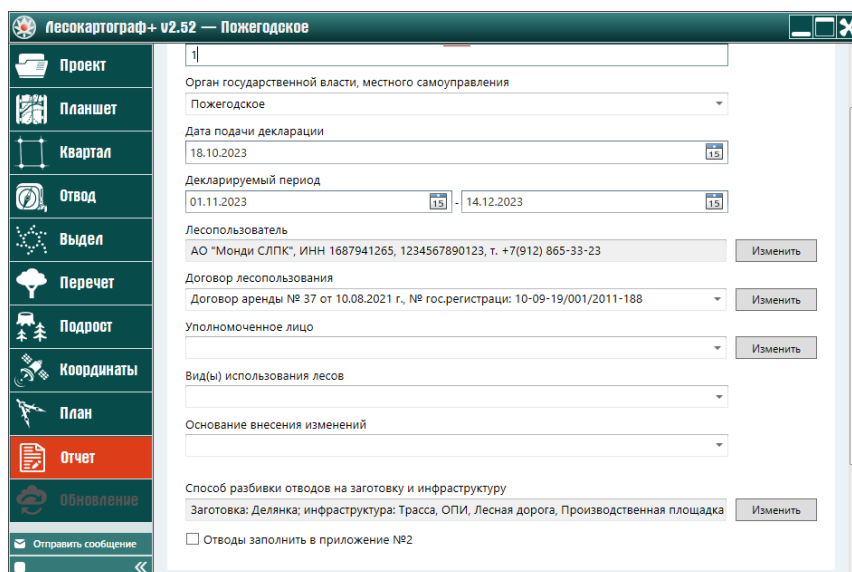 Лесокартограф+ v2.52 — Пожегодское
Проект
Планшет
Квартал
Отвод
Выдел
Перечет
Подрост
Координаты
План
Отчет
Обновление
Отправить сообщение
1
Орган государственной власти, местного самоуправления
Пожегодское
Дата подачи декларации
18.10.2023
15
Декларируемый период
01.11.2023
15
-
14.12.2023
15
Лесопользователь
АО "Монди СЛПК", ИНН 1687941265, 1234567890123, т. +7(912) 865-33-23
Изменить
Договор лесопользования
Договор аренды № 37 от 10.08.2021 г., № гос.регистраци: 10-09-19/001/2011-188
Изменить
Уполномоченное лицо
Изменить
Вид(ы) использования лесов
Основание внесения изменений
Способ разбивки отводов на заготовку и инфраструктуру
Заготовка: Делянка; инфраструктура: Трасса, ОПИ, Лесная дорога, Производственная площадка
Изменить
Отводы заполнить в приложение №2